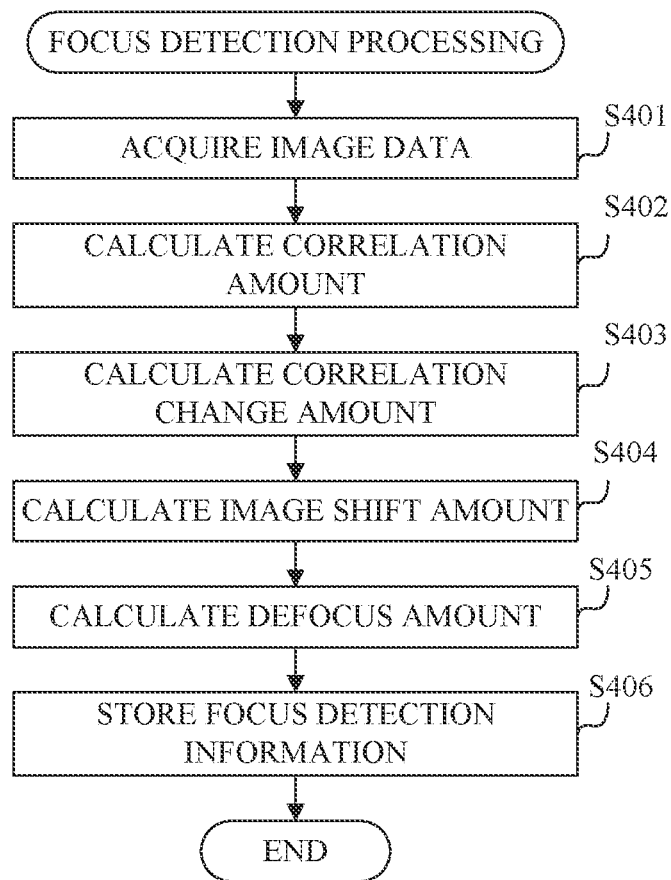 FOCUS DETECTION PROCESSING
S401
ACQUIRE IMAGE DATA
S402
CALCULATE CORRELATION
AMOUNT
S403
CALCULATE CORRELATION
CHANGE AMOUNT
S404
CALCULATE IMAGE SHIFT AMOUNT
S405
CALCULATE DEFOCUS AMOUNT
S406
STORE FOCUS DETECTION
INFORMATION
END